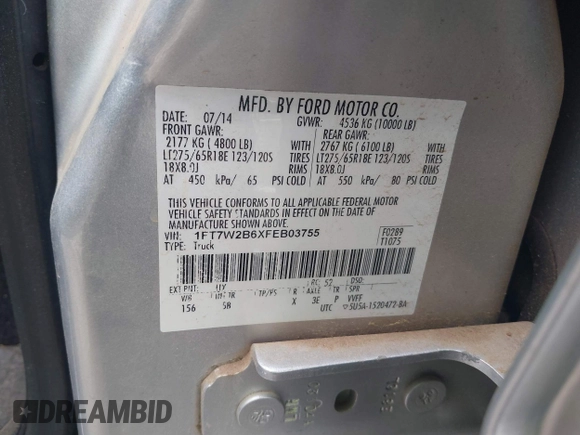 MFD. BY FORD MOTOR CO.
DATE: 07/14 GVWR: 4536 KG (10000 LB)
FRONT GAWR: REAR GAWR:
2177 KG ( 4800 LB) WITH 2767 KG ( 6100 LB) WITH
LT275/65R18E 123/120S TIRES LT275/65R18E 123/120S TIRES
18X8.0J RIMS 18X8.0J RIMS
AT 450 kPa/ 65 PSI COLD AT 550 kPa/ 80 PSI COLD
THIS VEHICLE CONFORMS TO ALL APPLICABLE FEDERAL MOTOR
VEHICLE SAFETY STANDARDS IN EFFECT ON THE DATE OF
MANUFACTURE SHOWN ABOVE.
VIN: 1FT7W2B6XFEB03755 F0289
TYPE: Truck T1075
EXT PNT: UX RC: 52 DSO:
WB TP/PS R AXLE TR SPR
156 X 3E P VVFF
UTC 5U5A-1520472-BA
DREAMBID